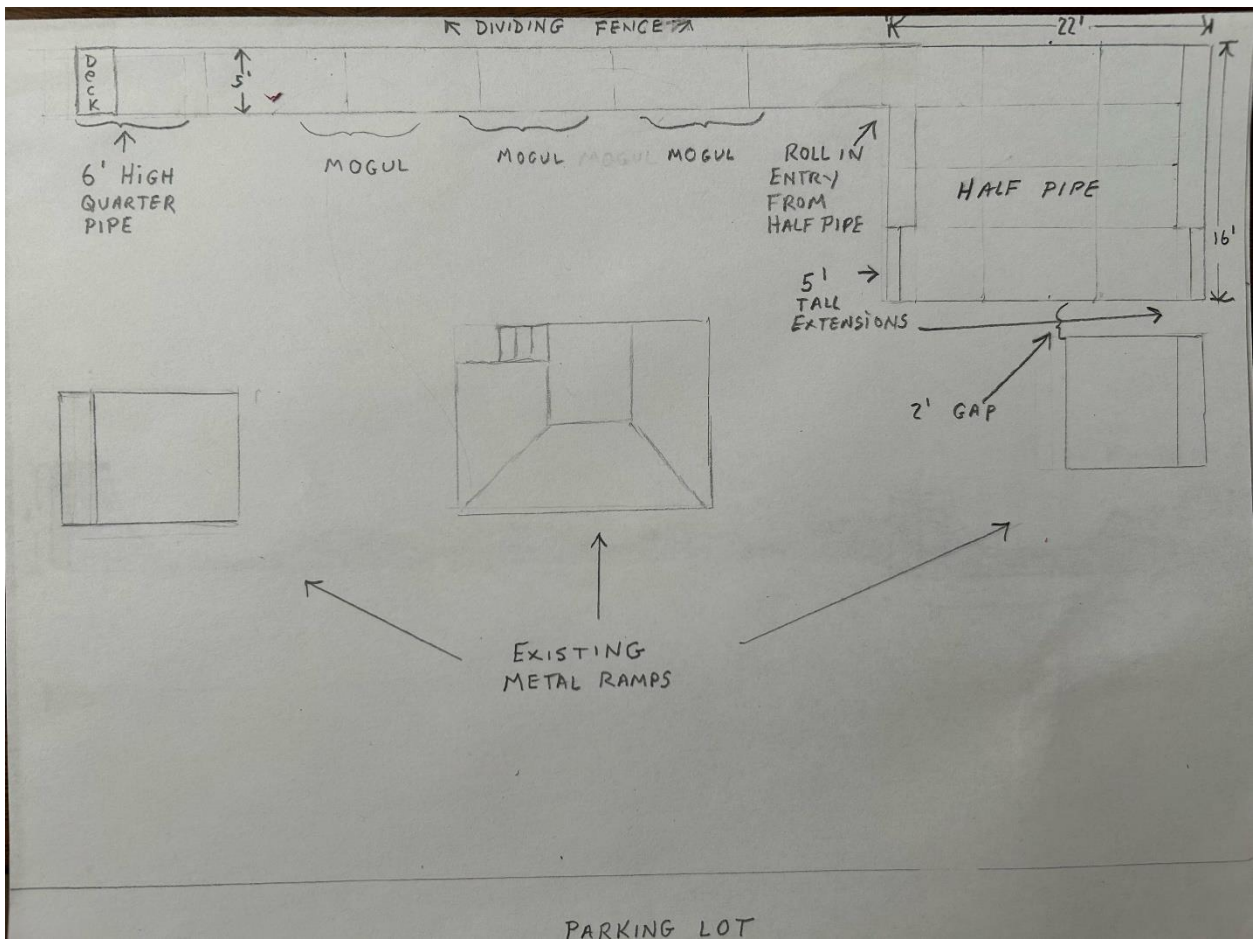 DIVIDING FENCE
22'
DeCK
5'
6' HIGH
QUARTER
PIPE
MOGUL
MOGUL
MOGUL
MOGUL
ROLL IN
ENTRY
FROM
HALF PIPE
HALF PIPE
16'
5'
TALL
EXTENSIONS
2' GAP
EXISTING
METAL RAMPS
PARKING LOT